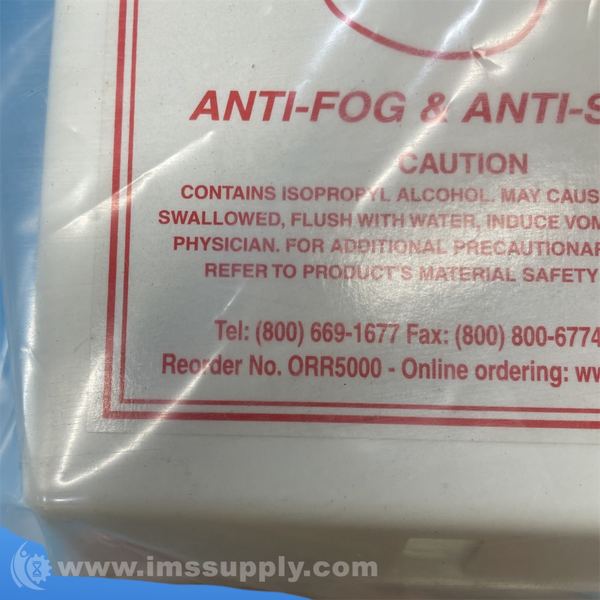 ANTI-FOG & ANTI-S
CAUTION
CONTAINS ISOPROPYL ALCOHOL. MAY CAUS
SWALLOWED, FLUSH WITH WATER, INDUCE VOM
PHYSICIAN. FOR ADDITIONAL PRECAUTIONAR
REFER TO PRODUCT'S MATERIAL SAFETY
Tel: (800) 669-1677 Fax: (800) 800-6774
Reorder No. ORR5000 - Online ordering: ww
www.imssupply.com